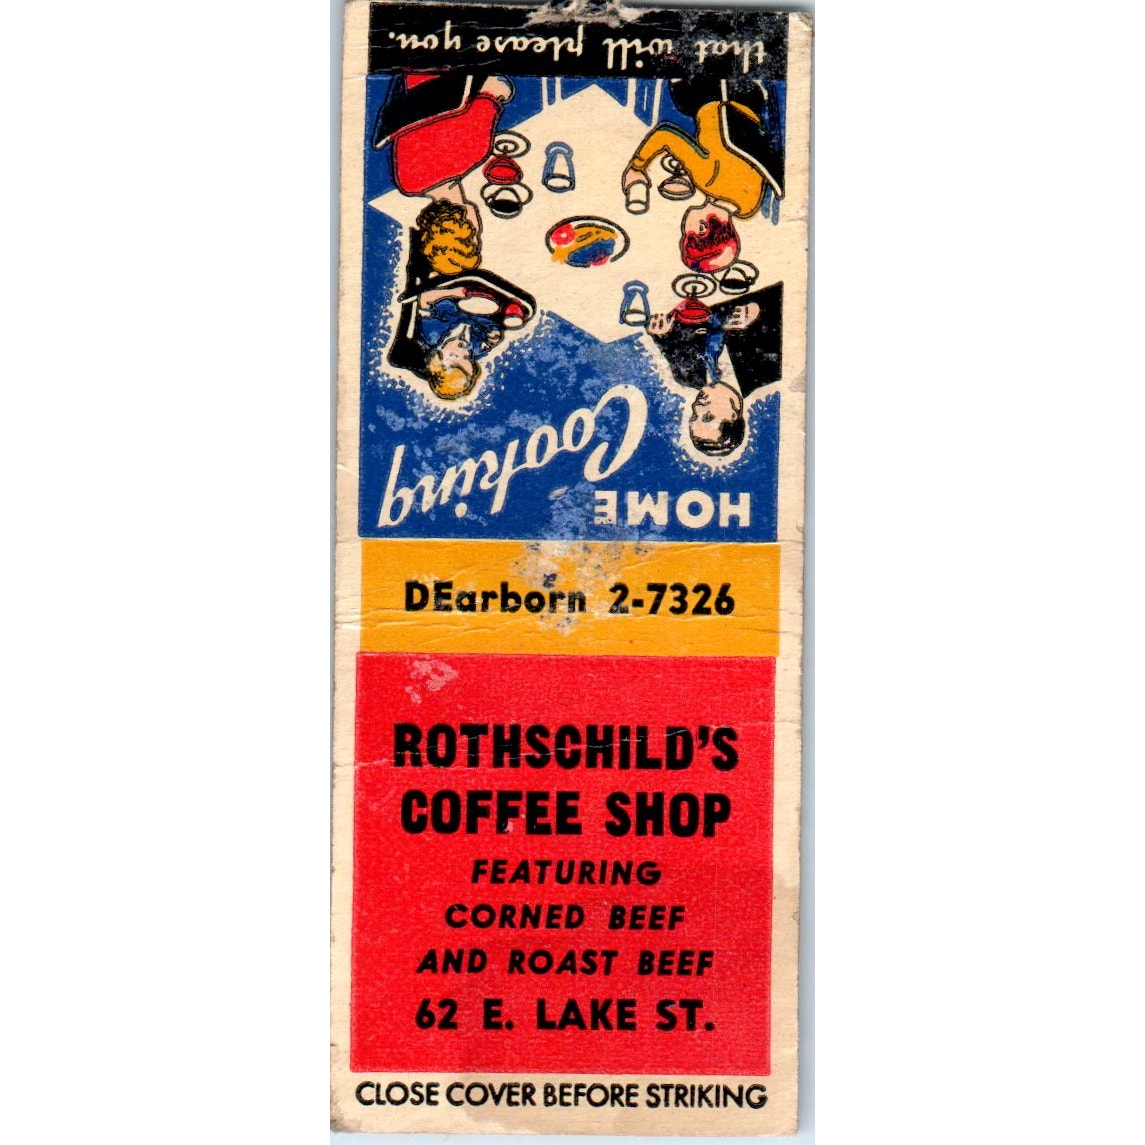 that will please you.
HOME
Cooking
DEarborn 2-7326
ROTHSCHILD'S
COFFEE SHOP
FEATURING
CORNED BEEF
AND ROAST BEEF
62 E. LAKE ST.
CLOSE COVER BEFORE STRIKING